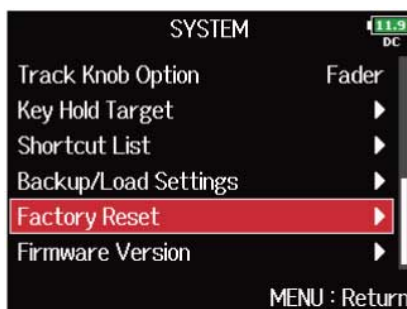 SYSTEM
11.9
DC
Track Knob Option Fader
Key Hold Target
Shortcut List
Backup/Load Settings
Factory Reset
Firmware Version
MENU : Return